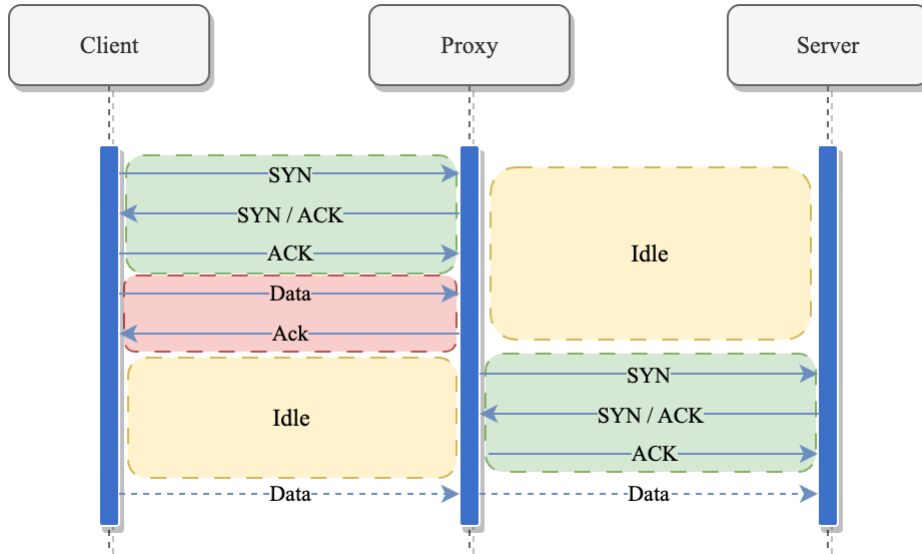 Client
Proxy
Server
SYN
SYN / ACK
Idle
ACK
Data
Ack
SYN
Idle
SYN / ACK
ACK
Data
Data